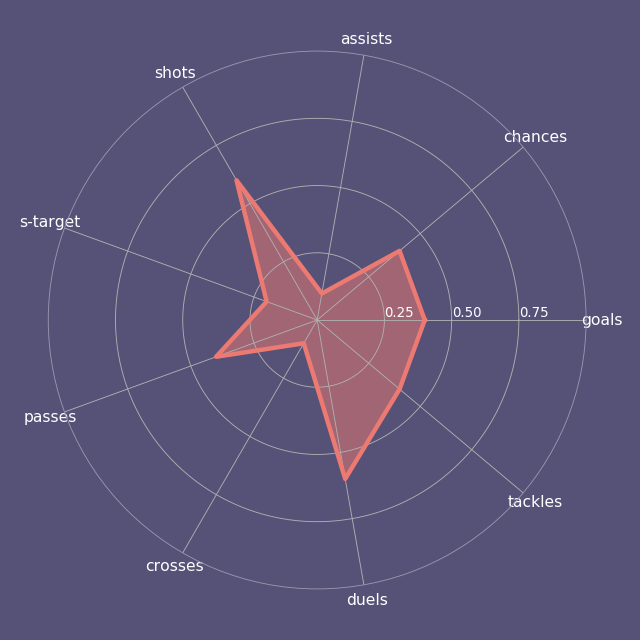 assists
shots
chances
s-target
0.25
0.50
0.75
goals
passes
tackles
crosses
duels